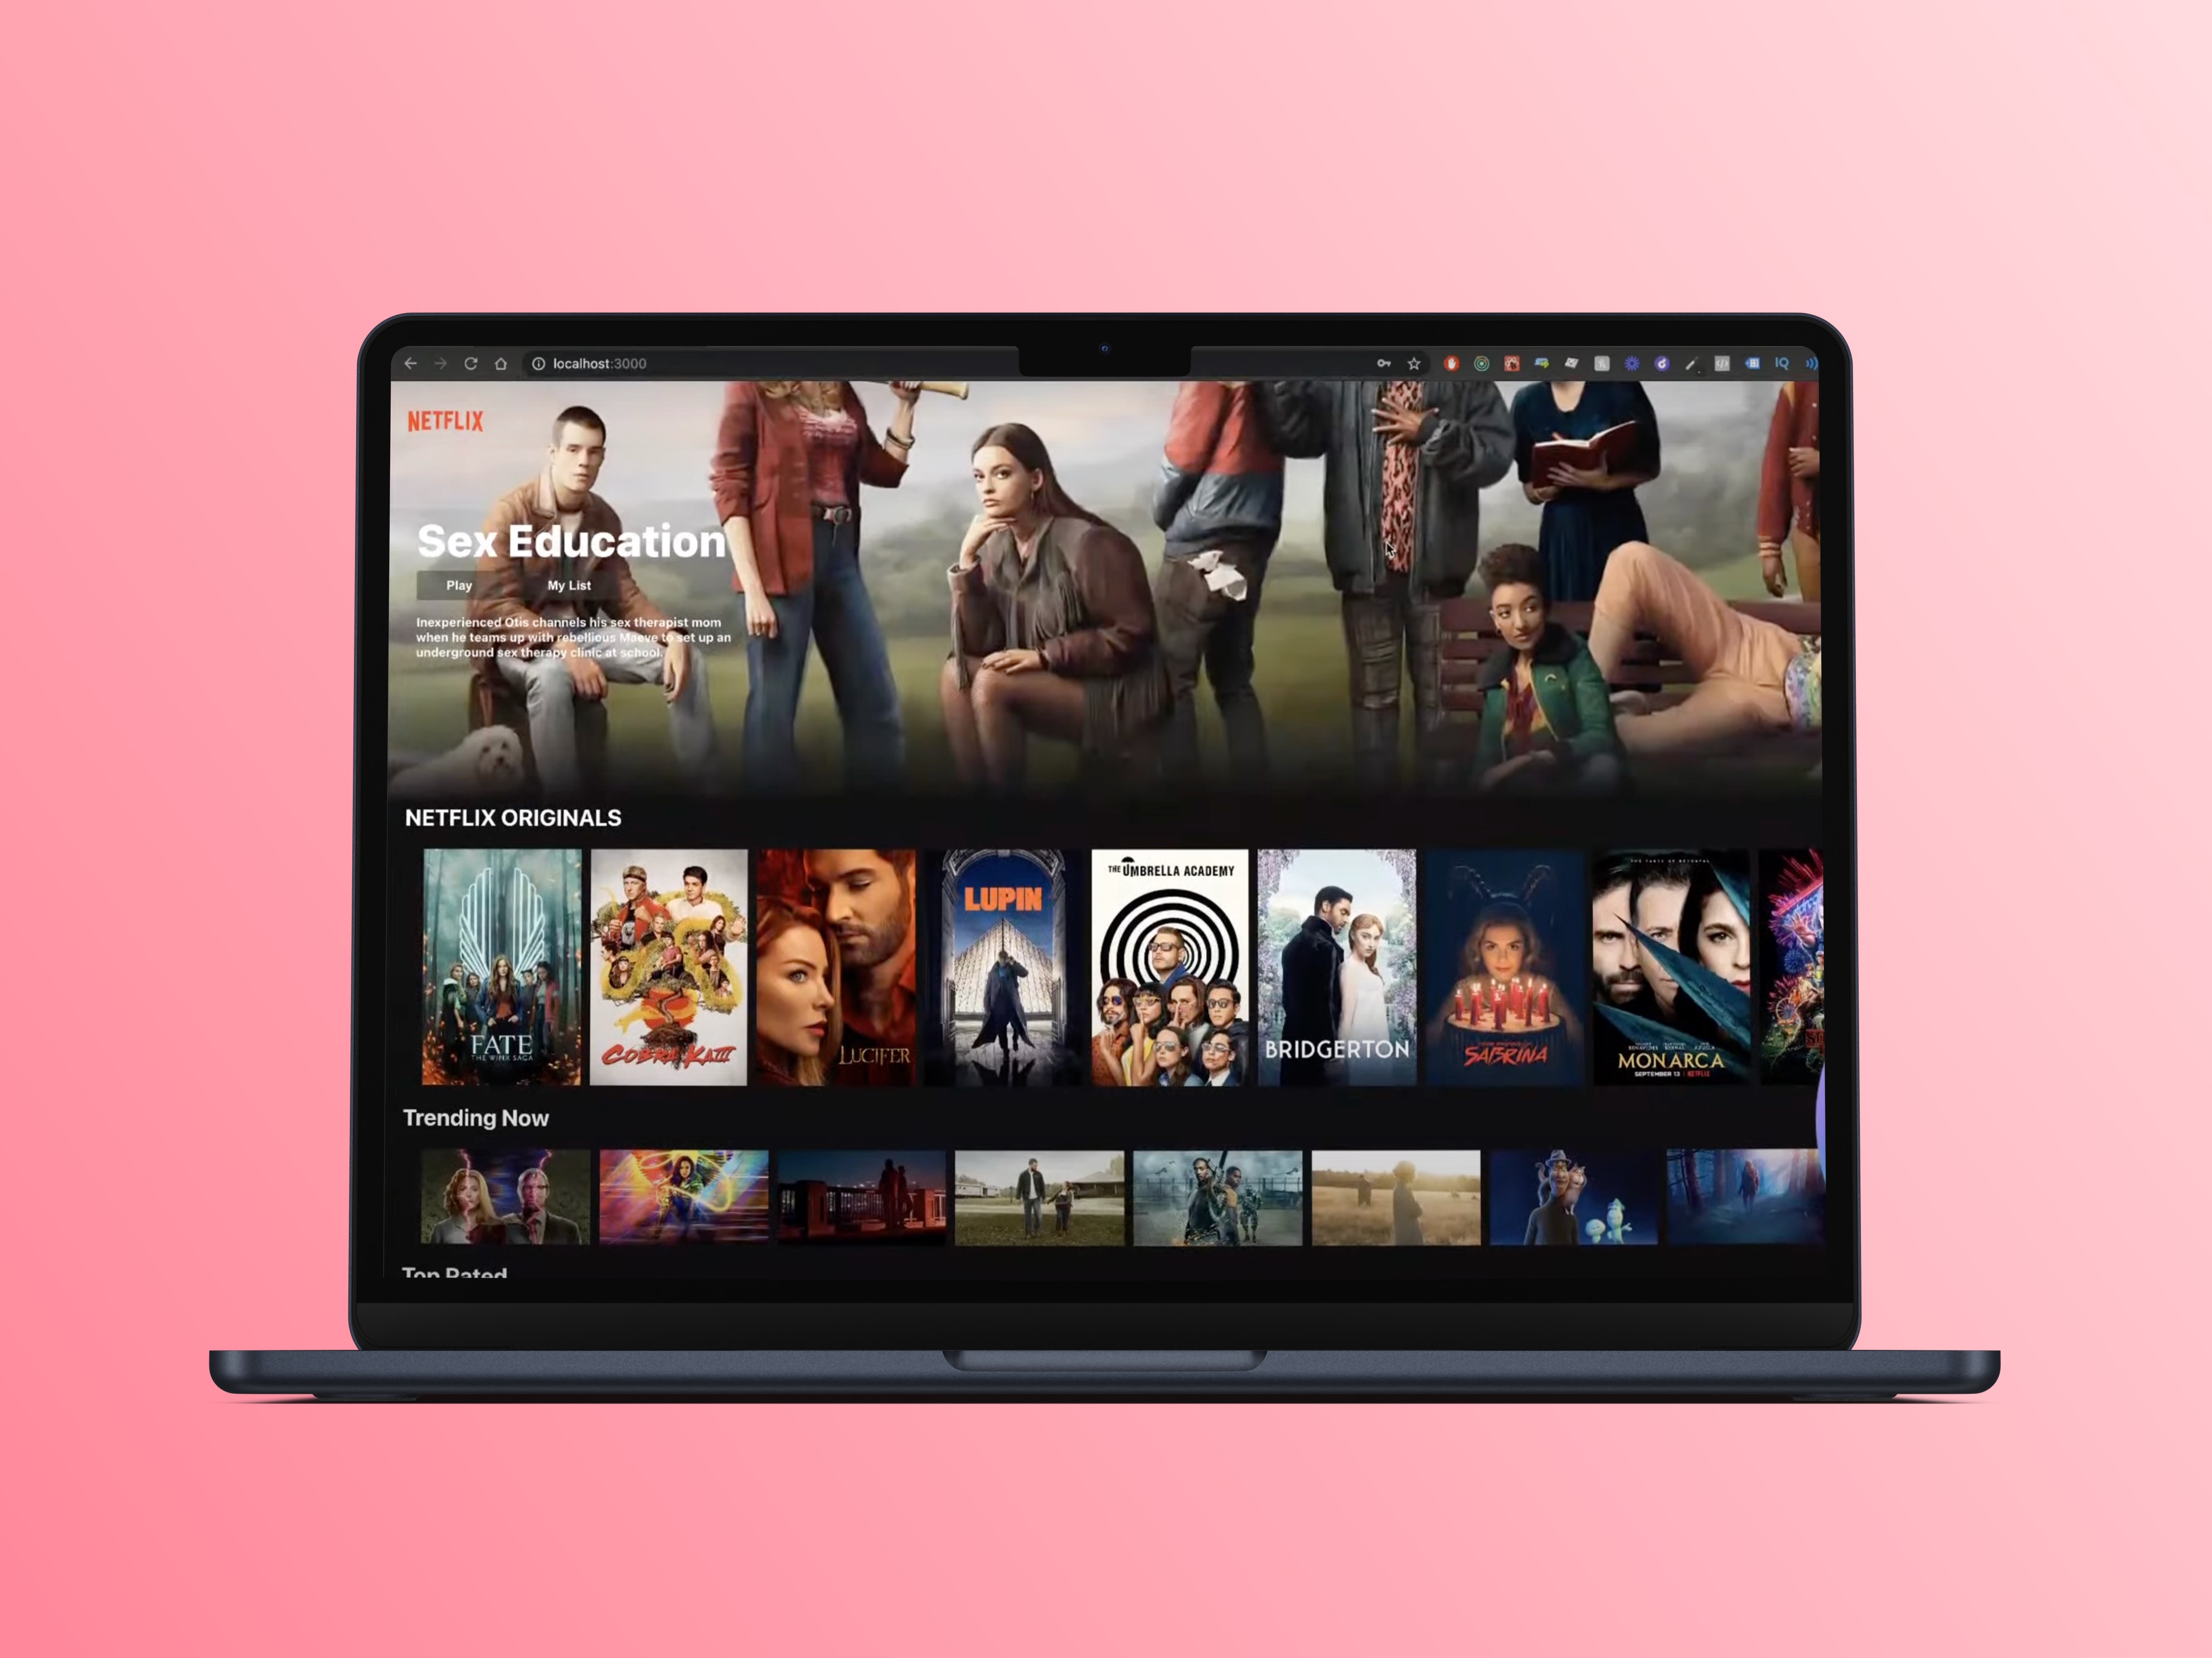 localhost:3000
IQ
NETFLIX
Sex Education
Play
My List
Inexperienced Otis channels his sex therapist mom
when he teams up with rebellious Maeve to set up an
underground sex therapy clinic at school.
NETFLIX ORIGINALS
FATE
THE WINX SAGA
COBRA KAI
LUCIFER
LUPIN
THE UMBRELLA ACADEMY
BRIDGERTON
SABRINA
MONARCA
SEPTEMBER 13 | NETFLIX
Trending Now
Top Rated